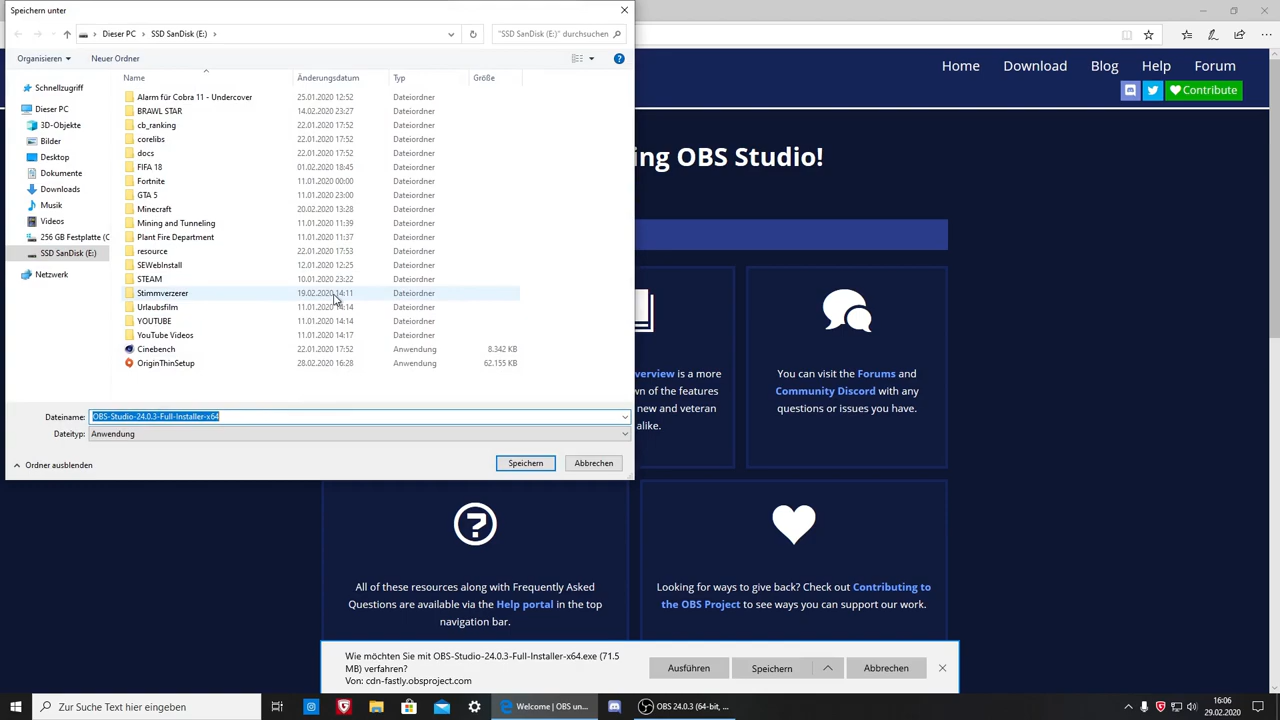 Speichern unter
Dieser PC
SSD SanDisk (E:)
"SSD SanDisk (E:)" durchsuchen
Organisieren
Neuer Ordner
Name
Änderungsdatum
Typ
Größe
Schnellzugriff
Dieser PC
3D-Objekte
Bilder
Desktop
Dokumente
Downloads
Musik
Videos
256 GB Festplatte (C
SSD SanDisk (E:)
Netzwerk
Alarm für Cobra 11 - Undercover 25.01.2020 12:52 Dateiordner
BRAWL STAR 14.02.2020 23:27 Dateiordner
cb_ranking 22.01.2020 17:52 Dateiordner
corelibs 22.01.2020 17:52 Dateiordner
docs 22.01.2020 17:52 Dateiordner
FIFA 18 01.02.2020 18:45 Dateiordner
Fortnite 11.01.2020 00:00 Dateiordner
GTA 5 11.01.2020 23:00 Dateiordner
Minecraft 20.02.2020 13:28 Dateiordner
Mining and Tunneling 11.01.2020 11:39 Dateiordner
Plant Fire Department 11.01.2020 11:37 Dateiordner
resource 22.01.2020 17:53 Dateiordner
SEWebInstall 12.01.2020 12:25 Dateiordner
STEAM 10.01.2020 23:22 Dateiordner
Stimmverzerer 19.02.2020 14:11 Dateiordner
Urlaubsfilm 11.01.2020 14:14 Dateiordner
YOUTUBE 11.01.2020 14:14 Dateiordner
YouTube Videos 11.01.2020 14:17 Dateiordner
Cinebench 22.01.2020 17:52 Anwendung 8.342 KB
OriginThinSetup 28.02.2020 16:28 Anwendung 62.155 KB
Dateiname: OBS-Studio-24.0.3-Full-Installer-x64
Dateityp: Anwendung
Ordner ausblenden
Speichern
Abbrechen
Home Download Blog Help Forum
Contribute
ing OBS Studio!
verview is a more
wn of the features
new and veteran
alike.
You can visit the Forums and
Community Discord with any
questions or issues you have.
All of these resources along with Frequently Asked
Questions are available via the Help portal in the top
navigation bar.
Looking for ways to give back? Check out Contributing to
the OBS Project to see ways you can support our work.
Wie möchten Sie mit OBS-Studio-24.0.3-Full-Installer-x64.exe (71.5
MB) verfahren?
Von: cdn-fastly.obsproject.com
Ausführen
Speichern
Abbrechen
Zur Suche Text hier eingeben
Welcome | OBS un...
OBS 24.0.3 (64-bit, ...
16:06
29.02.2020